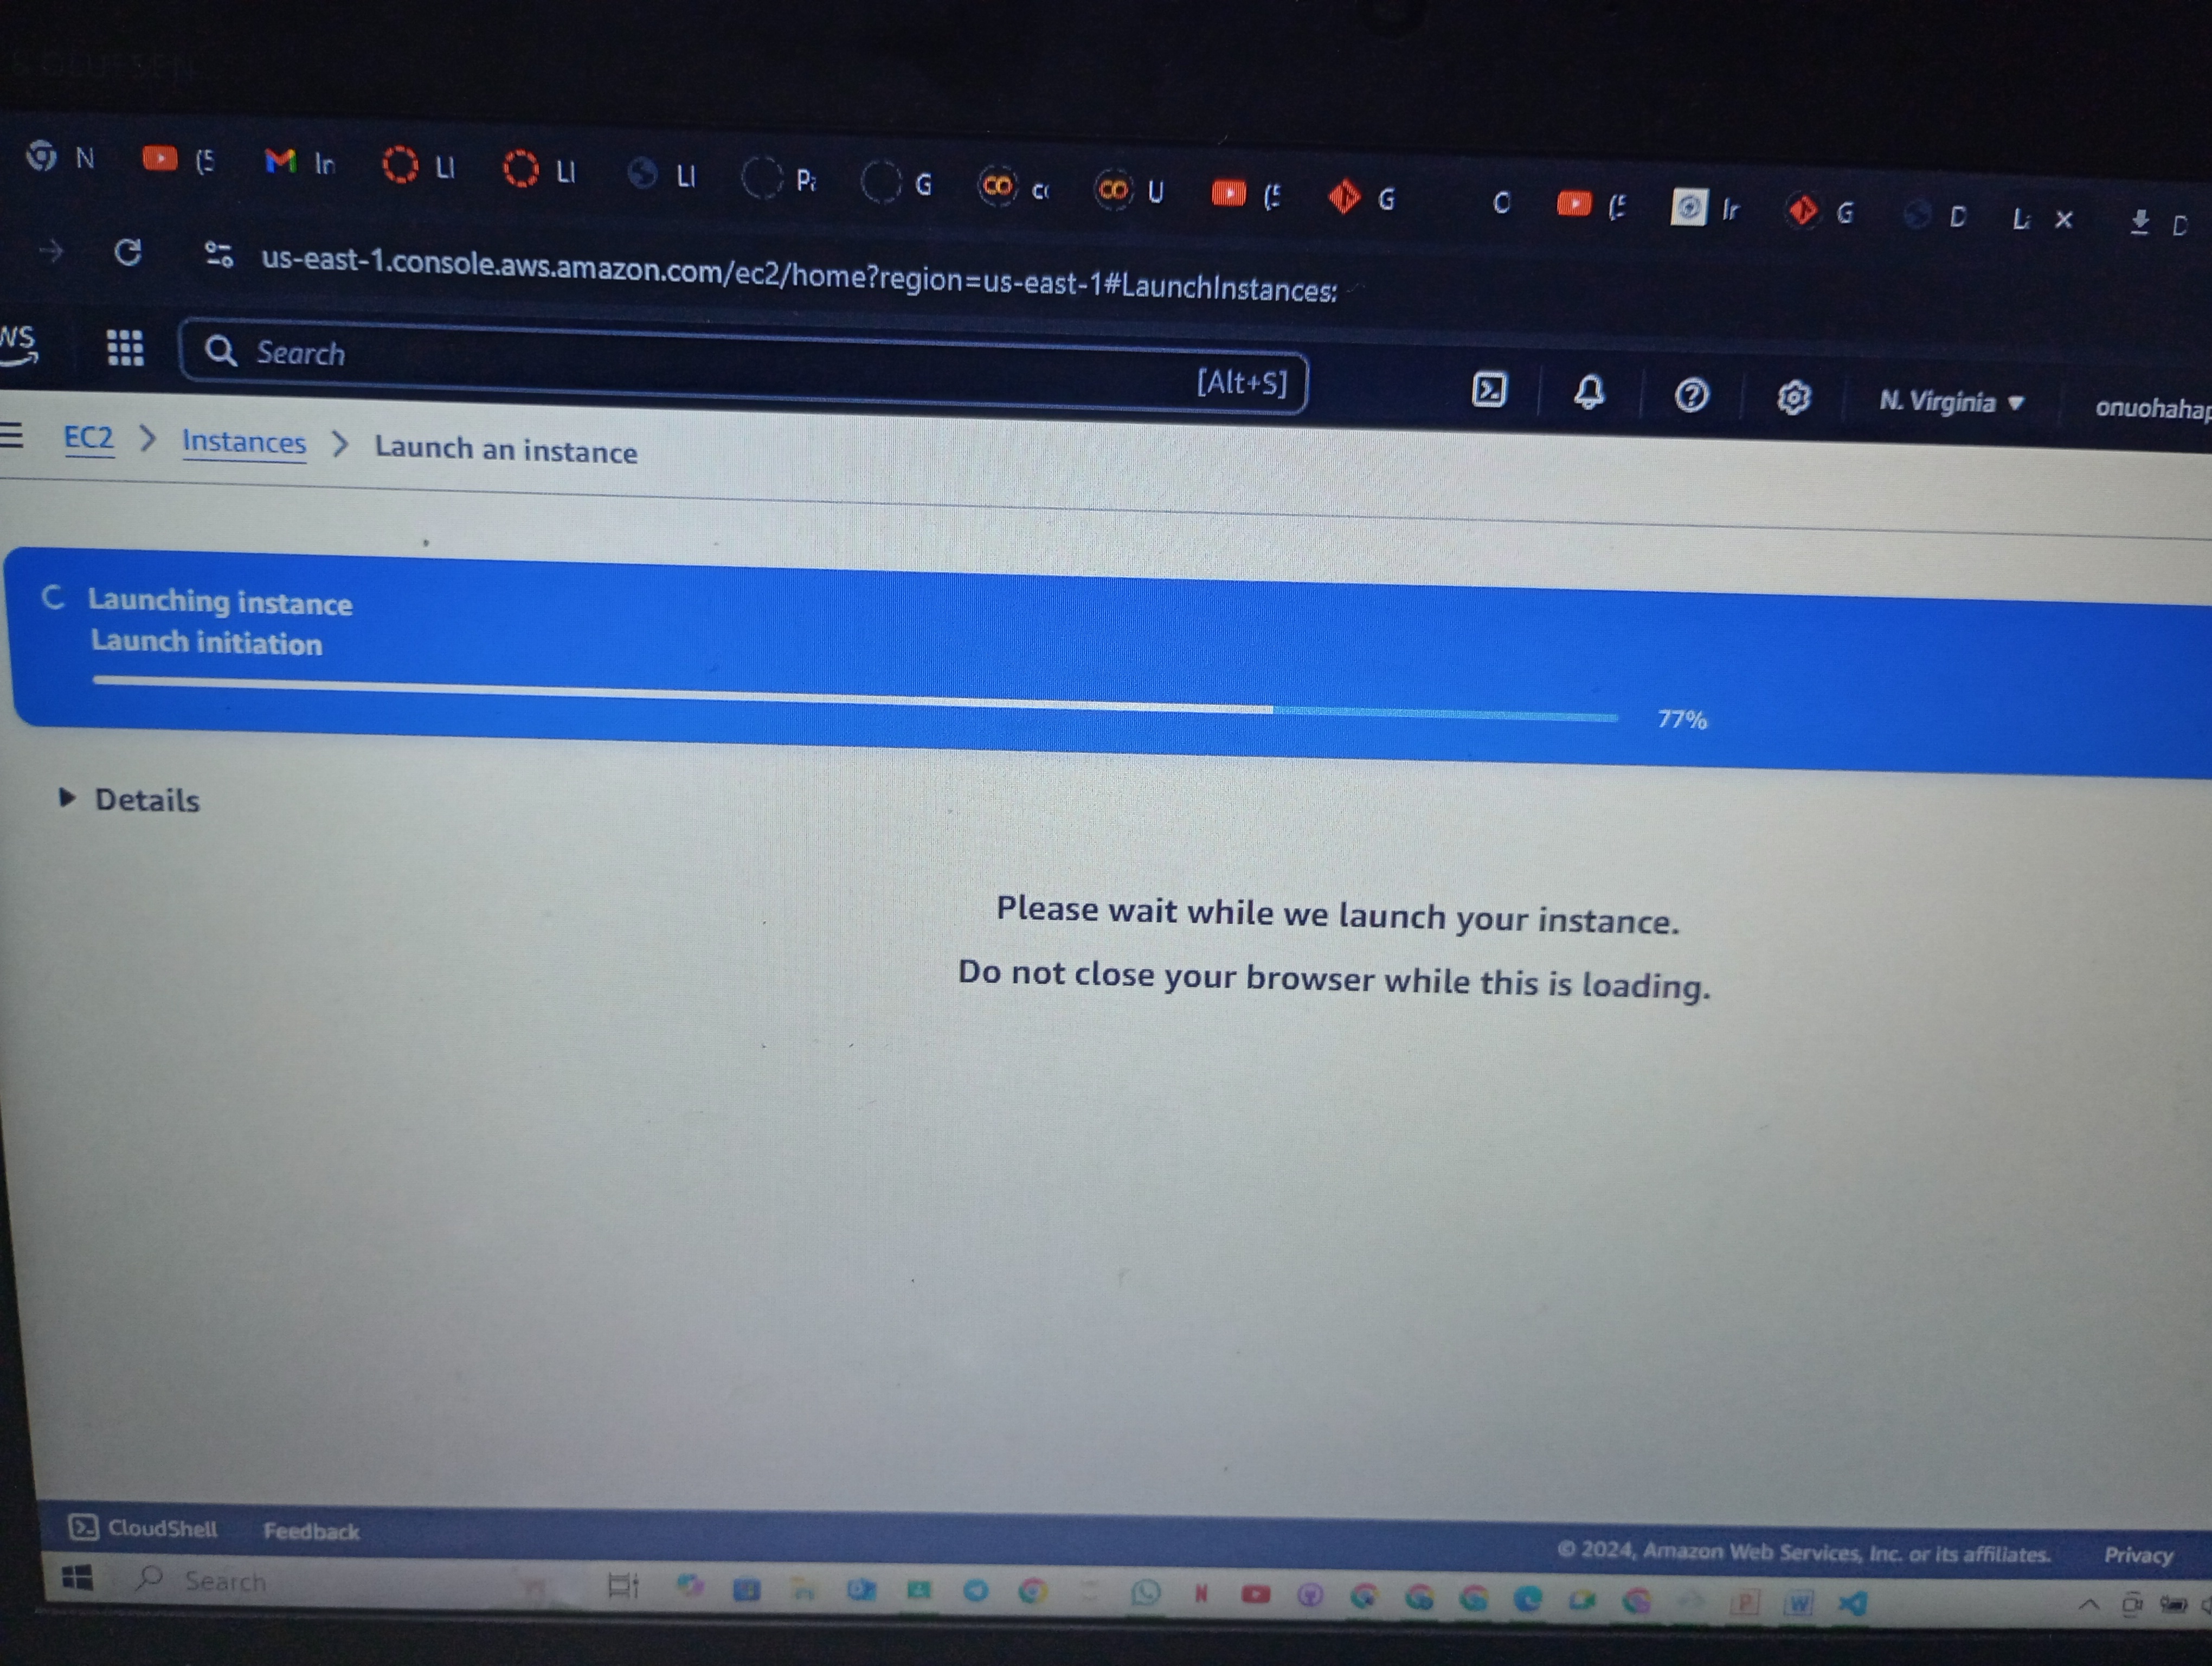 N (5 In LI LI LI Pa G CO U (5 G C (5 Ir G D L D
us-east-1.console.aws.amazon.com/ec2/home?region=us-east-1#LaunchInstances:
Search [Alt+S] N. Virginia onuohahap
EC2 Instances Launch an instance
Launching instance
Launch initiation
77%
Details
Please wait while we launch your instance.
Do not close your browser while this is loading.
CloudShell Feedback © 2024, Amazon Web Services, Inc. or its affiliates. Privacy
Search